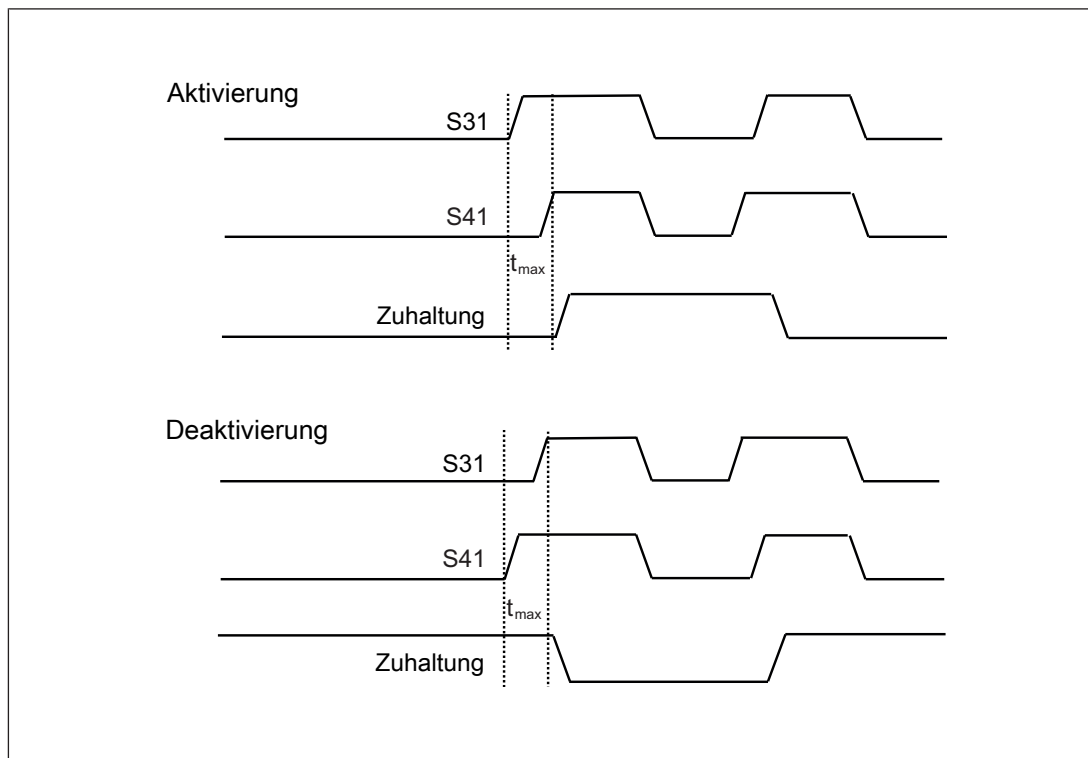 Aktivierung
S31
S41
tmax
Zuhaltung
Deaktivierung
S31
S41
tmax
Zuhaltung